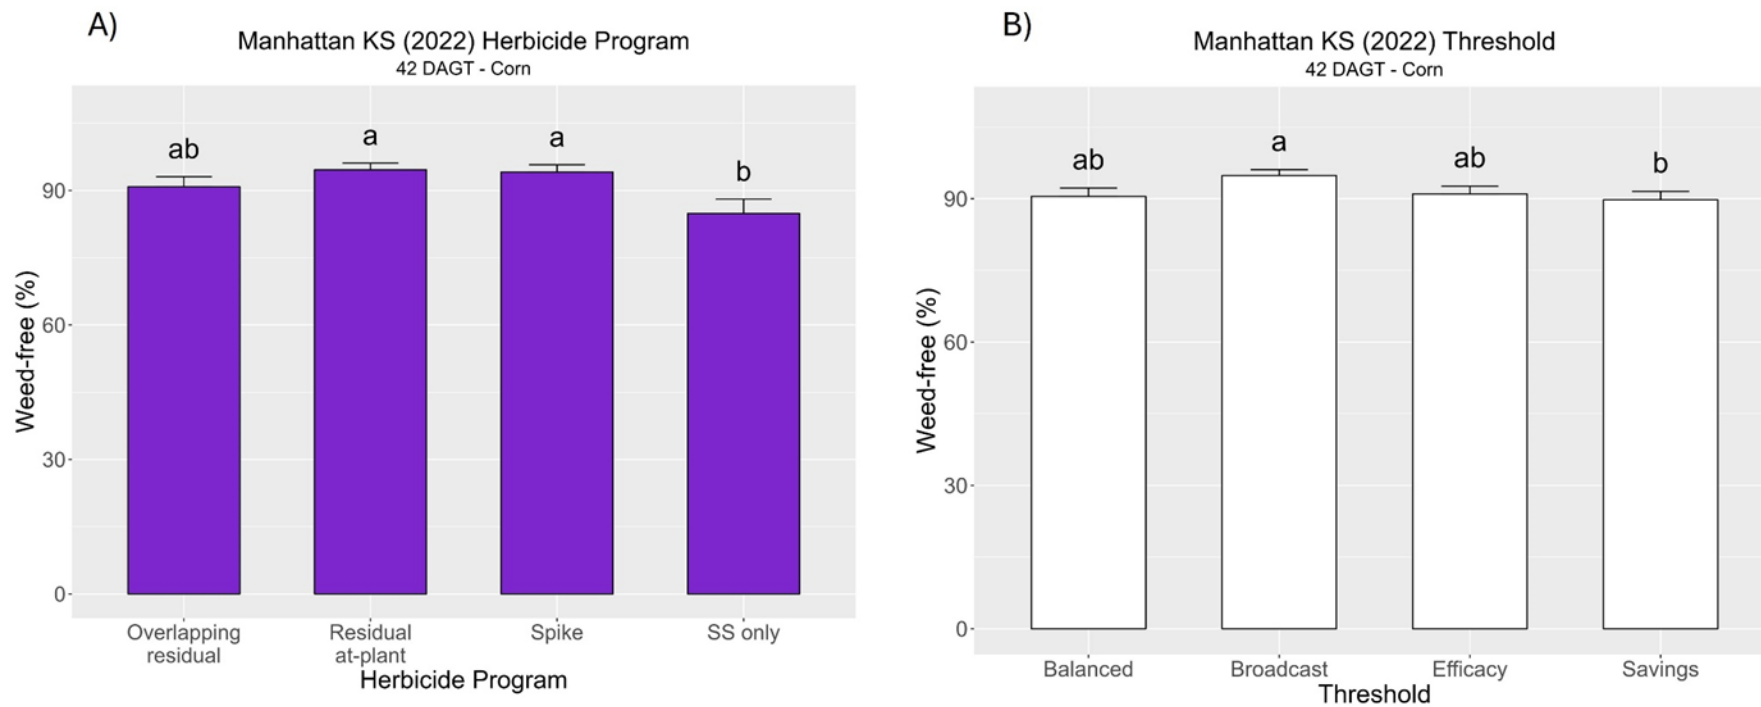 A)
Manhattan KS (2022) Herbicide Program
42 DAGT - Corn
ab
a
a
b
90
60
30
0
Weed-free (%)
Overlapping
residual
Residual
at-plant
Spike
SS only
Herbicide Program
B)
Manhattan KS (2022) Threshold
42 DAGT - Corn
ab
a
ab
b
90
60
30
0
Weed-free (%)
Balanced
Broadcast
Efficacy
Savings
Threshold